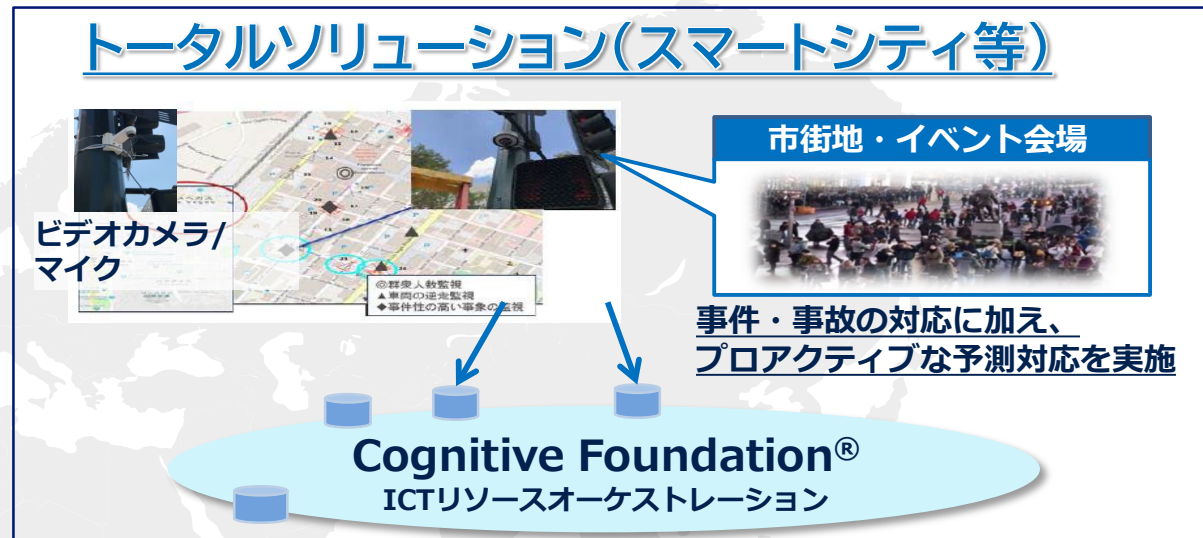 トータルソリューション(スマートシティ等)
市街地・イベント会場
ビデオカメラ/
マイク
◎群衆人数監視
▲車両の逆走監視
◆事件性の高い事象の監視
事件・事故の対応に加え、
プロアクティブな予測対応を実施
Cognitive Foundation®
ICTリソースオーケストレーション